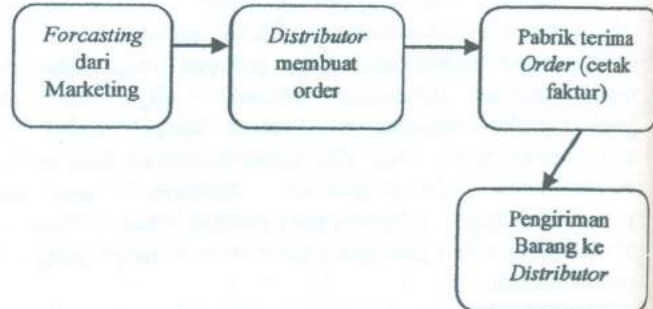 Forcasting
dari
Marketing
Distributor
membuat
order
Pabrik terima
Order (cetak
faktur)
Pengiriman
Barang ke
Distributor